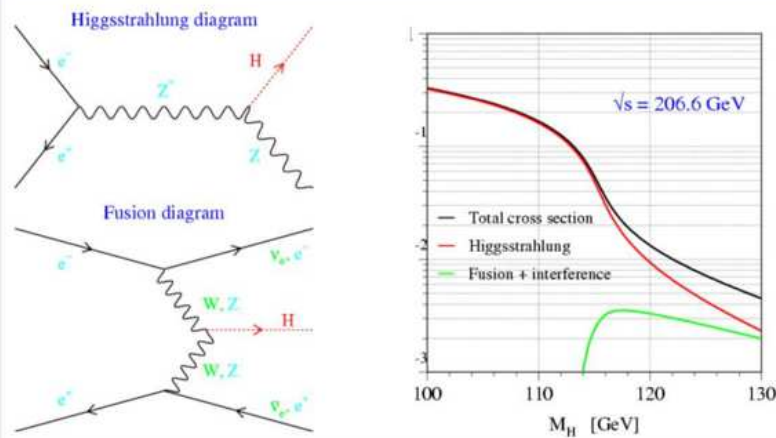 Higgsstrahlung diagram
e⁻
Z*
H
e⁺
Z
Fusion diagram
e⁻
νₑ, e⁻
W, Z
H
W, Z
e⁺
νₑ, e⁺
1
√s = 206.6 GeV
-1
Total cross section
-2
Higgsstrahlung
Fusion + interference
-3
100 110 120 130
M_H [GeV]